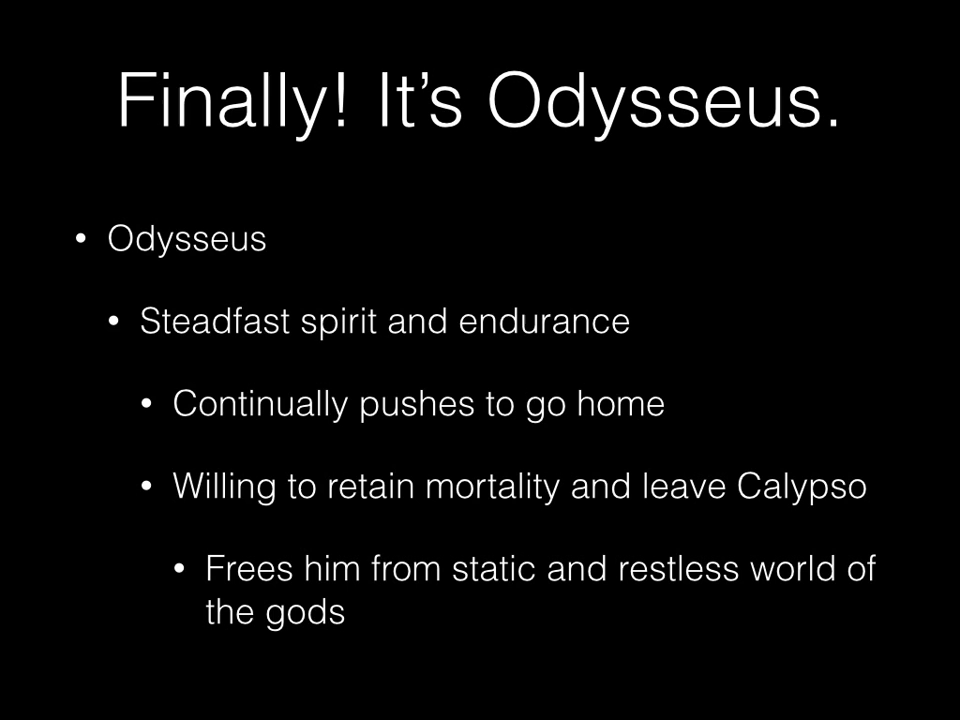 Finally! It’s Odysseus.
• Odysseus
• Steadfast spirit and endurance
• Continually pushes to go home
• Willing to retain mortality and leave Calypso
• Frees him from static and restless world of
the gods